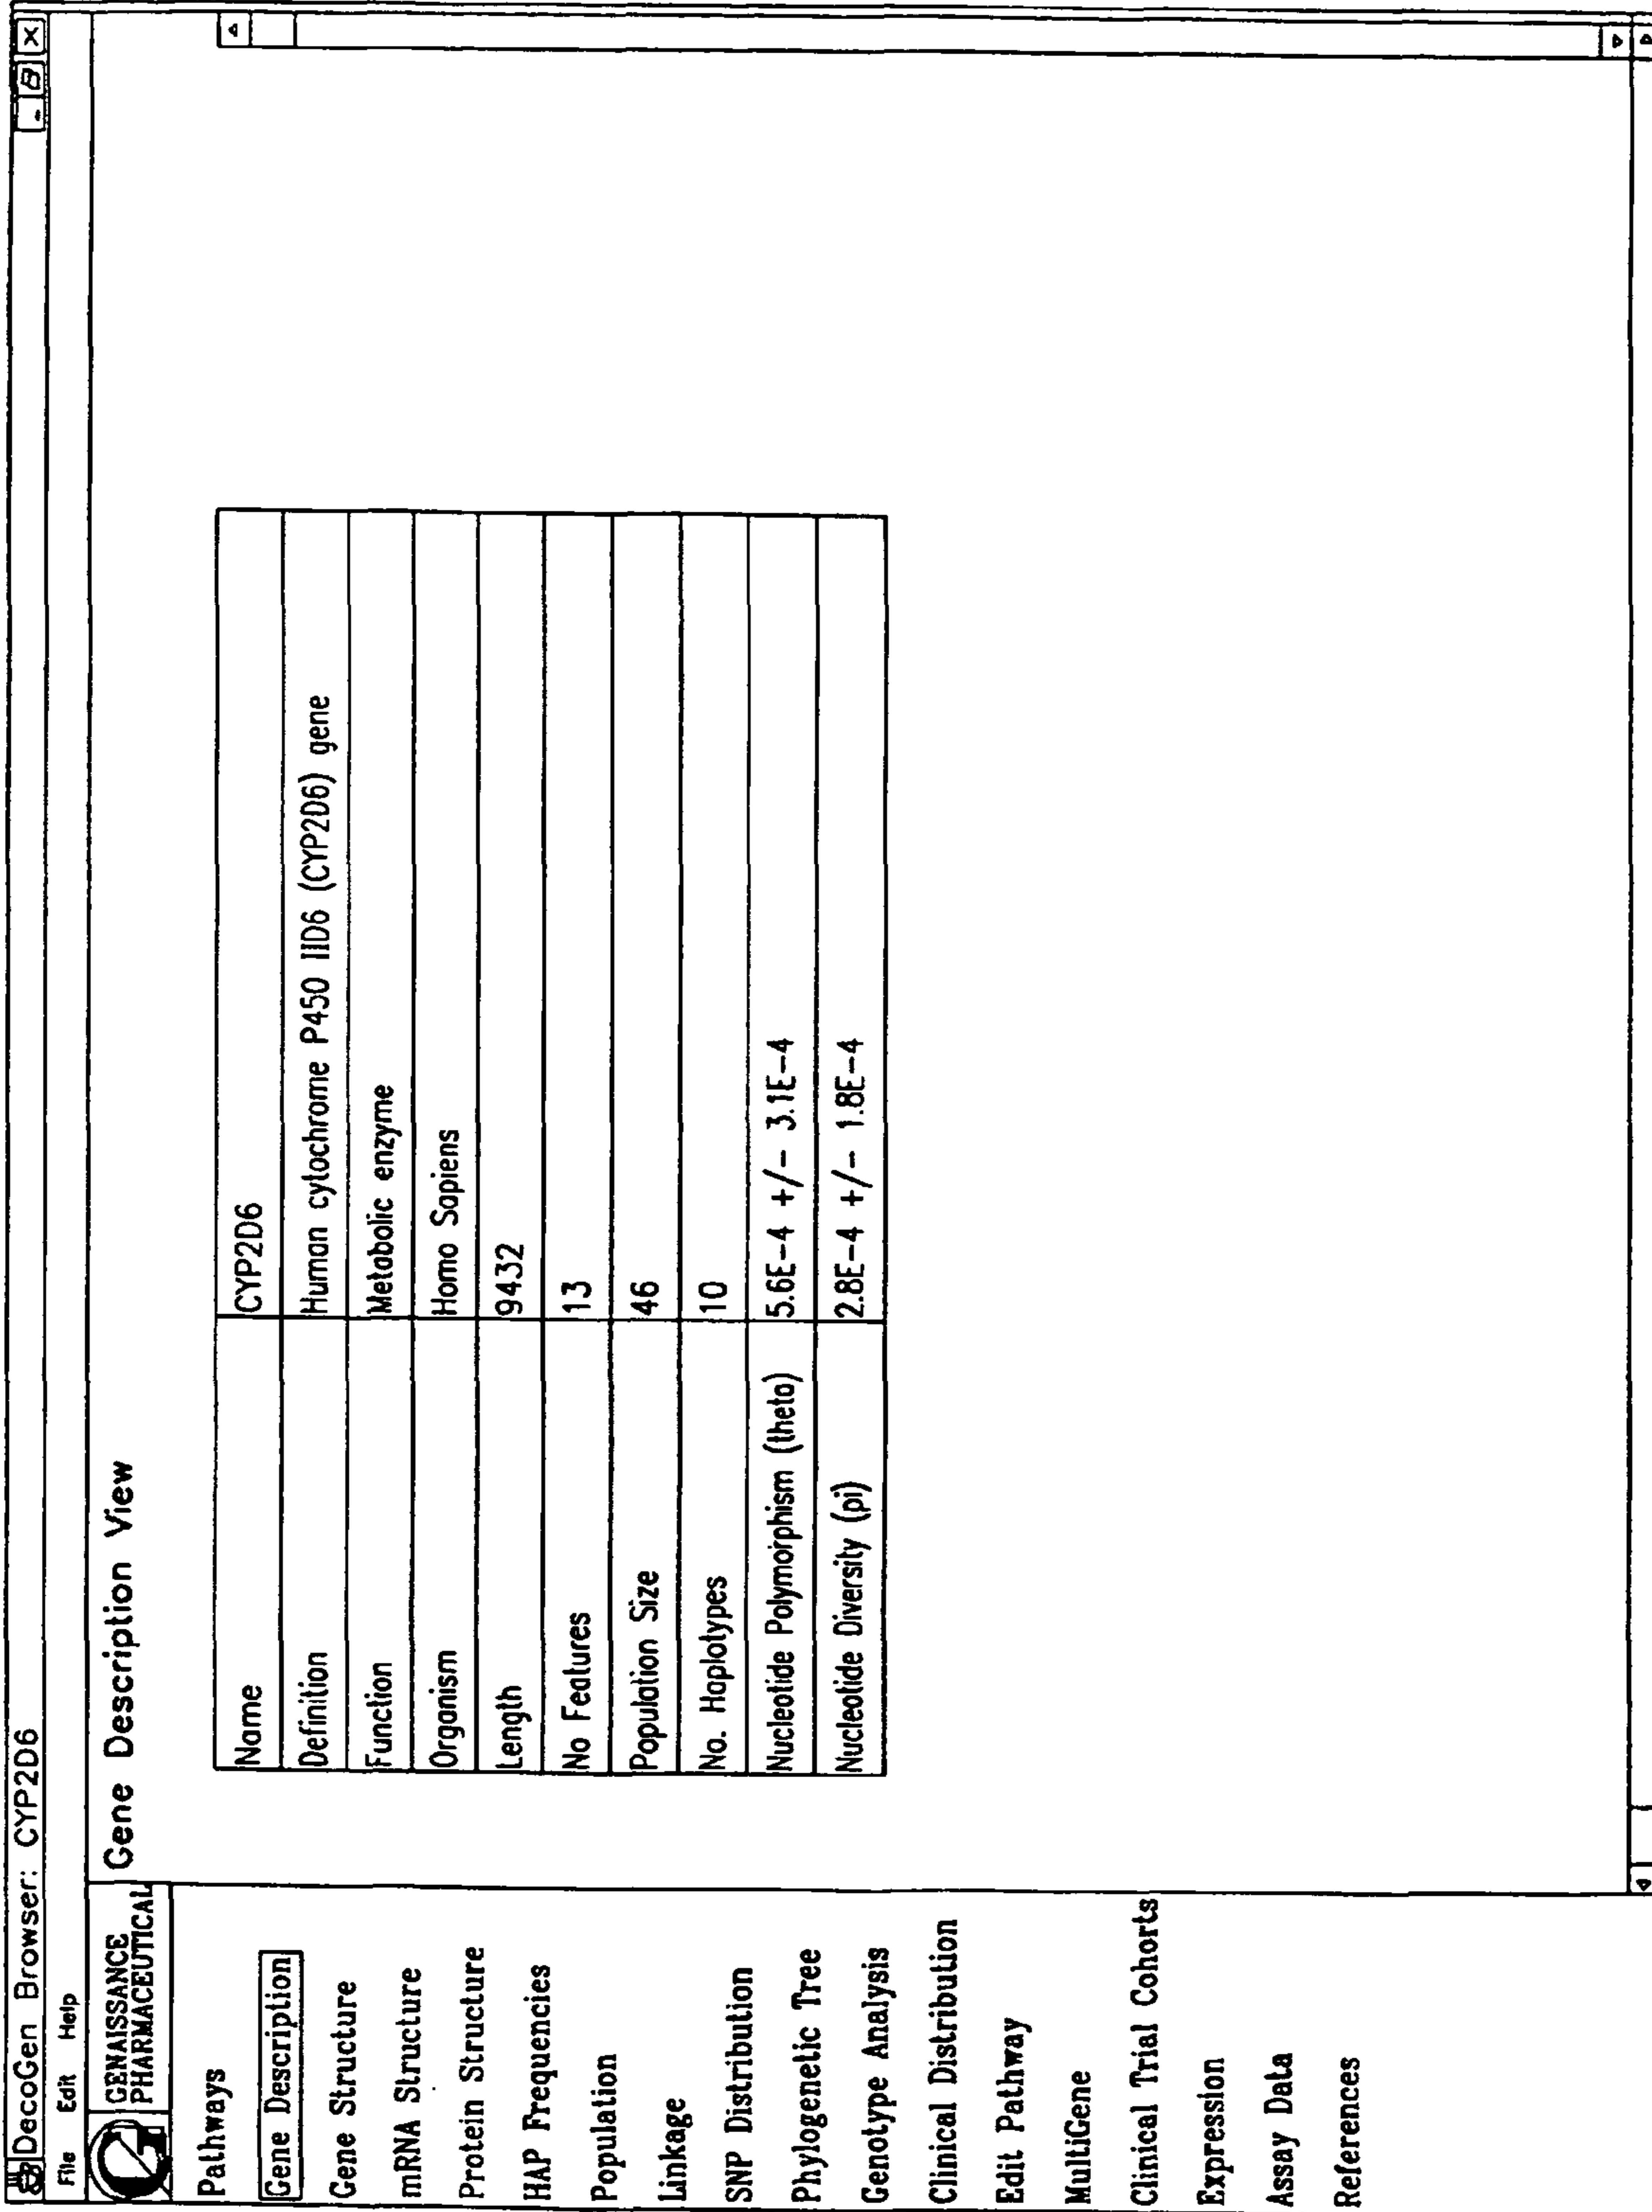 DecoGen Browser: CYP2D6
File Edit Help
GENAISSANCE
PHARMACEUTICAL
Gene Description View
Pathways
Gene Description
Gene Structure
mRNA Structure
Protein Structure
HAP Frequencies
Population
Linkage
SNP Distribution
Phylogenetic Tree
Genotype Analysis
Clinical Distribution
Edit Pathway
MultiGene
Clinical Trial Cohorts
Expression
Assay Data
References
Name CYP2D6
Definition Human cytochrome P450 IID6 (CYP2D6) gene
Function Metabolic enzyme
Organism Homo Sapiens
Length 9432
No Features 13
Population Size 46
No. Haplotypes 10
Nucleotide Polymorphism (theta) 5.6E-4 +/- 3.1E-4
Nucleotide Diversity (pi) 2.8E-4 +/- 1.8E-4